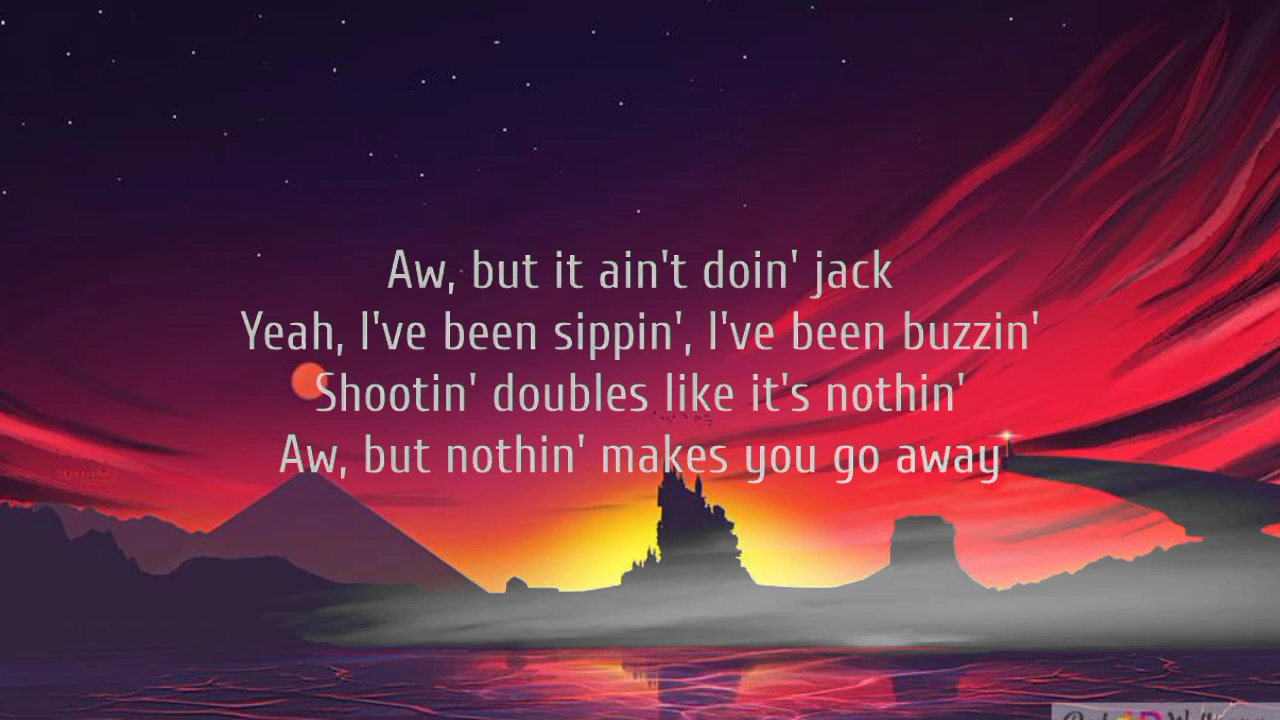 Aw, but it ain't doin' jack
Yeah, I've been sippin', I've been buzzin'
Shootin' doubles like it's nothin'
Aw, but nothin' makes you go away